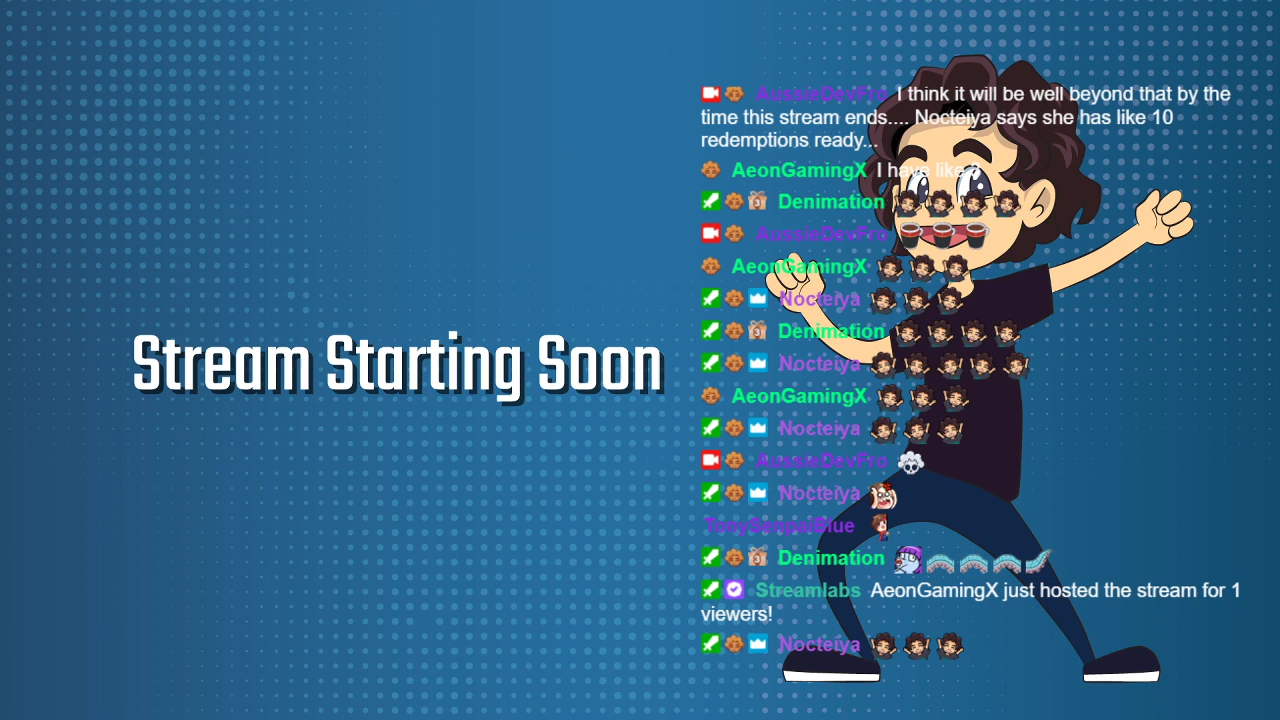 Stream Starting Soon
AussieDevFro I think it will be well beyond that by the
time this stream ends.... Nocteiya says she has like 10
redemptions ready...
AeonGamingX I have like
Denimation
AussieDevFro
AeonGamingX
Nocteiya
Denimation
Nocteiya
AeonGamingX
Nocteiya
AussieDevFro
Nocteiya
TonySenpaiBlue
Denimation
Streamlabs AeonGamingX just hosted the stream for 1
viewers!
Nocteiya